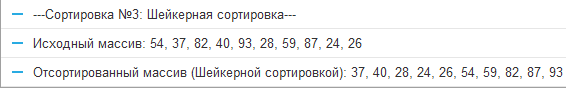 ---Сортировка №3: Шейкерная сортировка---
Исходный массив: 54, 37, 82, 40, 93, 28, 59, 87, 24, 26
Отсортированный массив (Шейкерной сортировкой): 37, 40, 28, 24, 26, 54, 59, 82, 87, 93